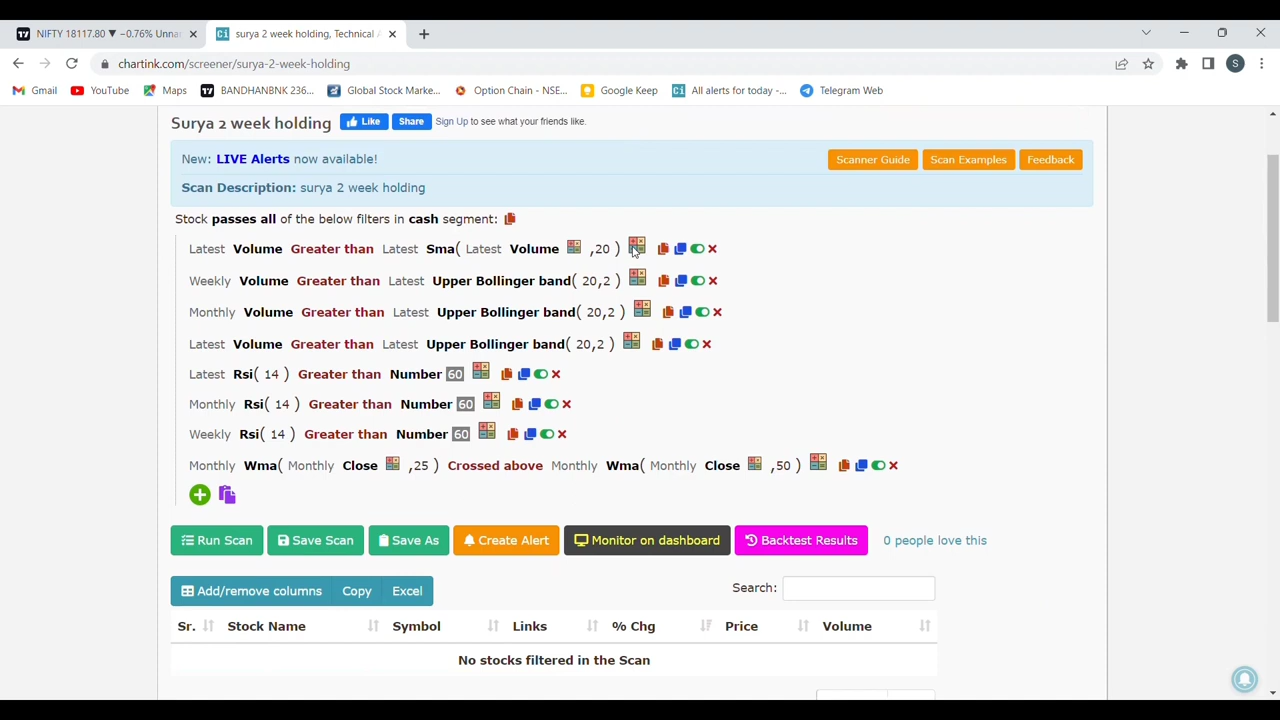 NIFTY 18117.80 ▼ −0.76% Unna
surya 2 week holding, Technical A
chartink.com/screener/surya-2-week-holding
S
Gmail YouTube Maps BANDHANBNK 236... Global Stock Marke... Option Chain - NSE... Google Keep All alerts for today -... Telegram Web
Surya 2 week holding Like Share Sign Up to see what your friends like.
New: LIVE Alerts now available! Scanner Guide Scan Examples Feedback
Scan Description: surya 2 week holding
Stock passes all of the below filters in cash segment:
Latest Volume Greater than Latest Sma( Latest Volume ,20 )
Weekly Volume Greater than Latest Upper Bollinger band( 20,2 )
Monthly Volume Greater than Latest Upper Bollinger band( 20,2 )
Latest Volume Greater than Latest Upper Bollinger band( 20,2 )
Latest Rsi( 14 ) Greater than Number 60
Monthly Rsi( 14 ) Greater than Number 60
Weekly Rsi( 14 ) Greater than Number 60
Monthly Wma( Monthly Close ,25 ) Crossed above Monthly Wma( Monthly Close ,50 )
Run Scan Save Scan Save As Create Alert Monitor on dashboard Backtest Results 0 people love this
Add/remove columns Copy Excel Search:
Sr. Stock Name Symbol Links % Chg Price Volume
No stocks filtered in the Scan